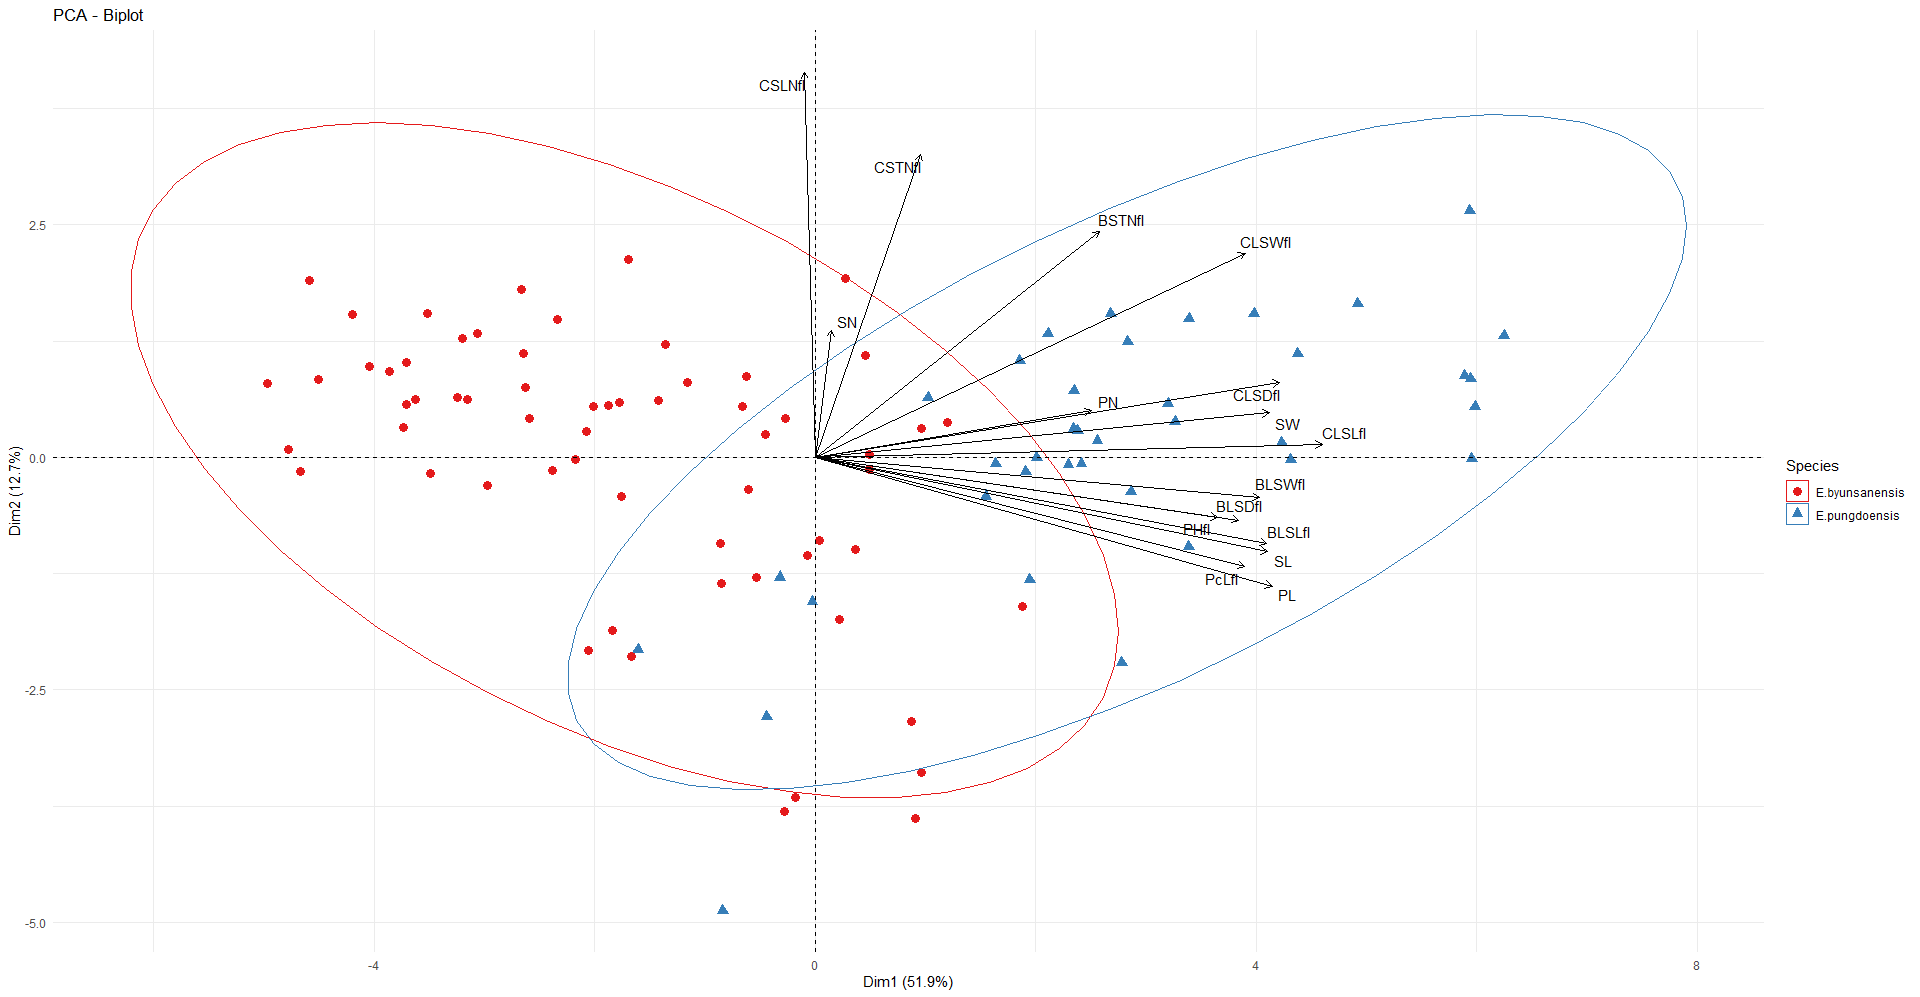 PCA - Biplot
CSLNfl
CSTNfl
BSTNfl
CLSWfl
SN
CLSDfl
PN
SW
CLSLfl
BLSWfl
BLSDfl
PHfl
BLSLfl
SL
PcLfl
PL
2.5
0.0
-2.5
-5.0
Dim2 (12.7%)
-4
0
4
8
Dim1 (51.9%)
Species
E.byunsanensis
E.pungdoensis